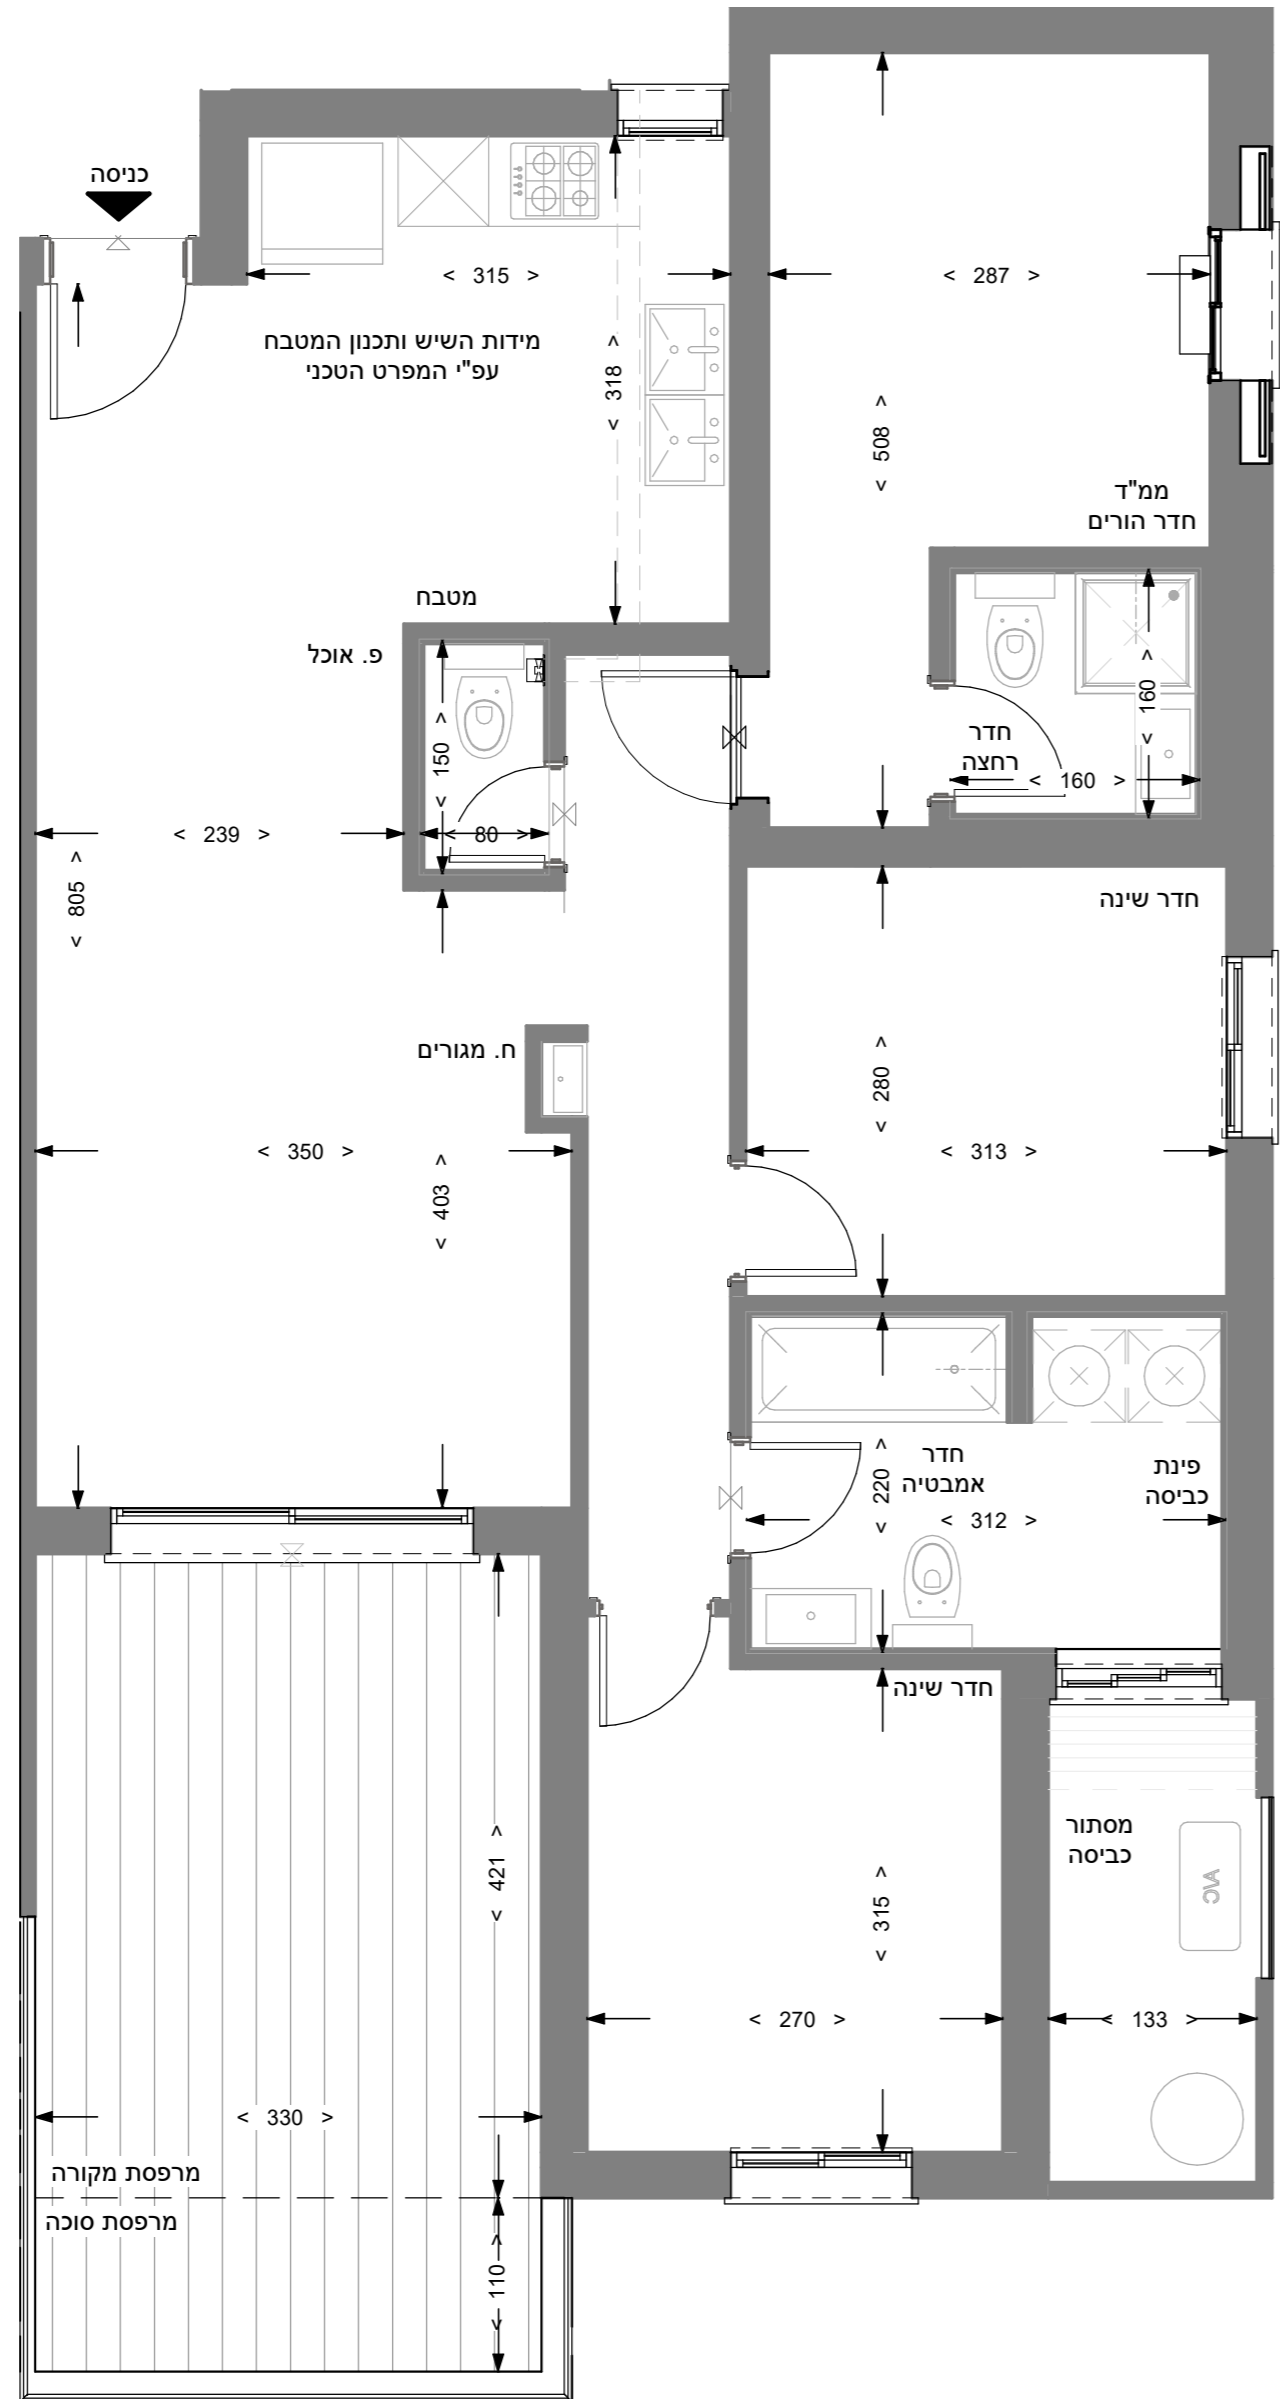 כניסה
< 315 >
< 287 >
מידות השיש ותכנון המטבח
עפ"י המפרט הטכני
< 318 >
< 508 >
ממ"ד
חדר הורים
מטבח
פ. אוכל
< 160 >
חדר
רחצה
< 160 >
< 150 >
< 80 >
< 239 >
< 805 >
חדר שינה
ח. מגורים
< 280 >
< 350 >
< 313 >
< 403 >
חדר
אמבטיה
פינת
כביסה
< 220 >
< 312 >
חדר שינה
מסתור
כביסה
A\C
< 421 >
< 315 >
< 270 >
< 133 >
< 330 >
מרפסת מקורה
מרפסת סוכה
< 110 >